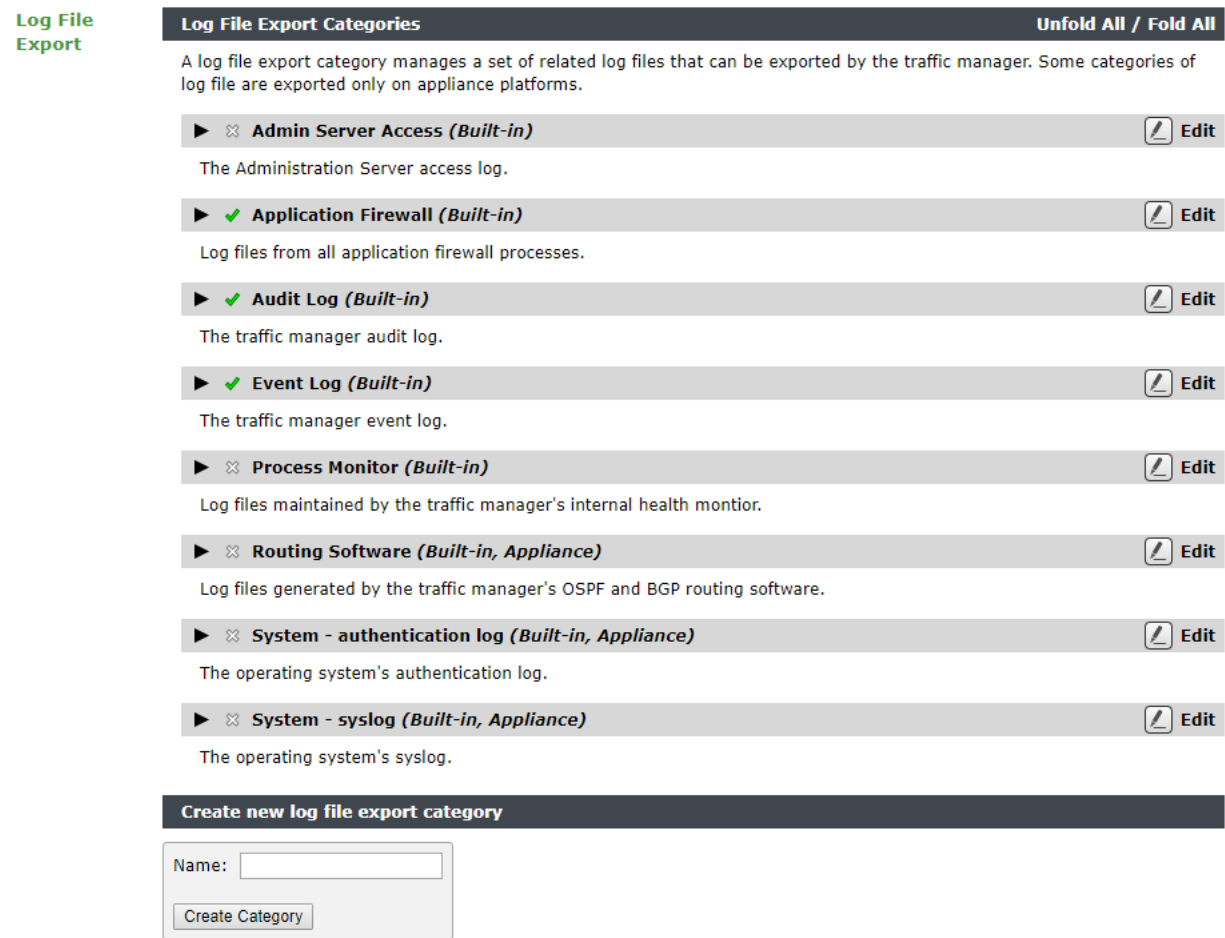 Log File
Export
Log File Export Categories
Unfold All / Fold All
A log file export category manages a set of related log files that can be exported by the traffic manager. Some categories of
log file are exported only on appliance platforms.
Admin Server Access (Built-in)
Edit
The Administration Server access log.
Application Firewall (Built-in)
Edit
Log files from all application firewall processes.
Audit Log (Built-in)
Edit
The traffic manager audit log.
Event Log (Built-in)
Edit
The traffic manager event log.
Process Monitor (Built-in)
Edit
Log files maintained by the traffic manager's internal health montior.
Routing Software (Built-in, Appliance)
Edit
Log files generated by the traffic manager's OSPF and BGP routing software.
System - authentication log (Built-in, Appliance)
Edit
The operating system's authentication log.
System - syslog (Built-in, Appliance)
Edit
The operating system's syslog.
Create new log file export category
Name:
Create Category